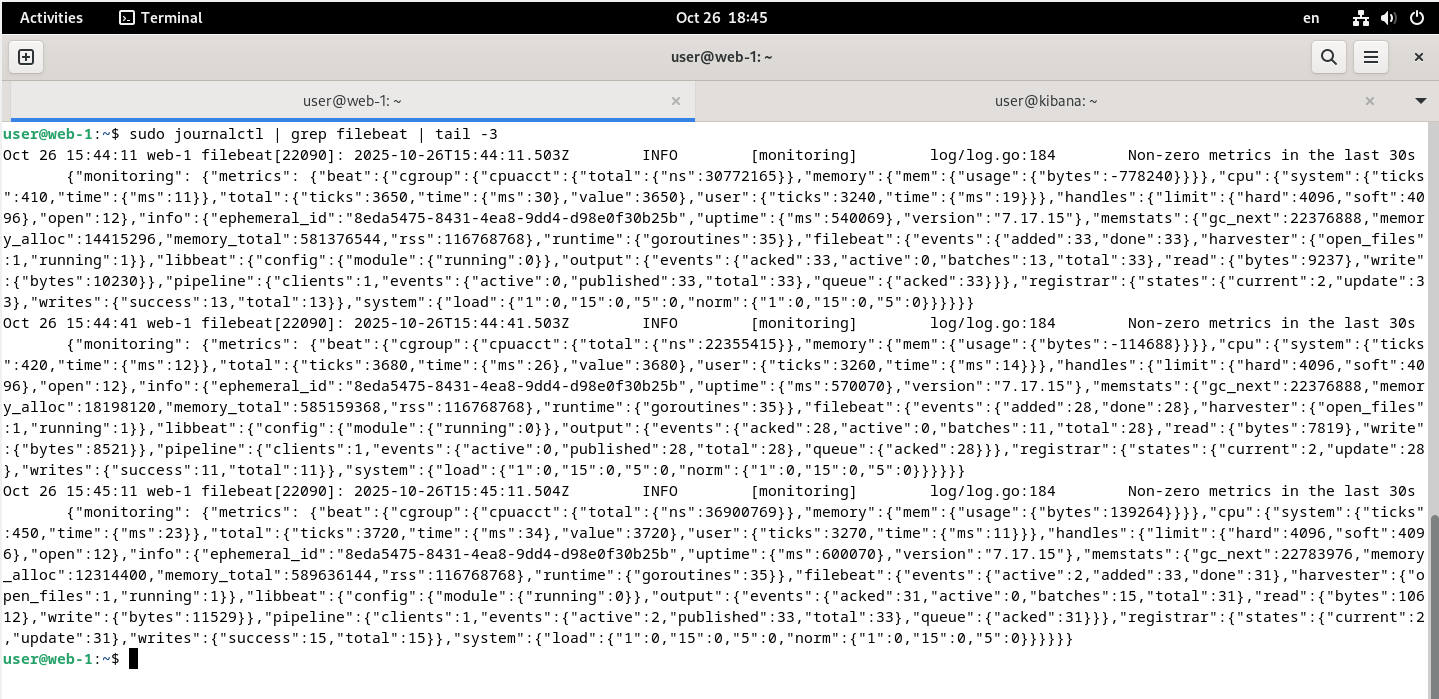 Activities Terminal Oct 26 18:45 en
user@web-1: ~
user@web-1: ~ × user@kibana: ~ ×
user@web-1:~$ sudo journalctl | grep filebeat | tail -3
Oct 26 15:44:11 web-1 filebeat[22090]: 2025-10-26T15:44:11.503Z        INFO        [monitoring]        log/log.go:184        Non-zero metrics in the last 30s
{"monitoring": {"metrics": {"beat":{"cgroup":{"cpuacct":{"total":{"ns":30772165}},"memory":{"mem":{"usage":{"bytes":-778240}}}},"cpu":{"system":{"ticks
":410,"time":{"ms":11}},"total":{"ticks":3650,"time":{"ms":30},"value":3650},"user":{"ticks":3240,"time":{"ms":19}}},"handles":{"limit":{"hard":4096,"soft":40
96},"open":12},"info":{"ephemeral_id":"8eda5475-8431-4ea8-9dd4-d98e0f30b25b","uptime":{"ms":540069},"version":"7.17.15"},"memstats":{"gc_next":22376888,"memor
y_alloc":14415296,"memory_total":581376544,"rss":116768768},"runtime":{"goroutines":35}},"filebeat":{"events":{"added":33,"done":33},"harvester":{"open_files"
:1,"running":1}},"libbeat":{"config":{"module":{"running":0}},"output":{"events":{"acked":33,"active":0,"batches":13,"total":33},"read":{"bytes":9237},"write"
:{"bytes":10230}},"pipeline":{"clients":1,"events":{"active":0,"published":33,"total":33},"queue":{"acked":33}}},"registrar":{"states":{"current":2,"update":3
3},"writes":{"success":13,"total":13}},"system":{"load":{"1":0,"15":0,"5":0,"norm":{"1":0,"15":0,"5":0}}}}}}
Oct 26 15:44:41 web-1 filebeat[22090]: 2025-10-26T15:44:41.503Z        INFO        [monitoring]        log/log.go:184        Non-zero metrics in the last 30s
{"monitoring": {"metrics": {"beat":{"cgroup":{"cpuacct":{"total":{"ns":22355415}},"memory":{"mem":{"usage":{"bytes":-114688}}}},"cpu":{"system":{"ticks
":420,"time":{"ms":12}},"total":{"ticks":3680,"time":{"ms":26},"value":3680},"user":{"ticks":3260,"time":{"ms":14}}},"handles":{"limit":{"hard":4096,"soft":40
96},"open":12},"info":{"ephemeral_id":"8eda5475-8431-4ea8-9dd4-d98e0f30b25b","uptime":{"ms":570070},"version":"7.17.15"},"memstats":{"gc_next":22376888,"memor
y_alloc":18198120,"memory_total":585159368,"rss":116768768},"runtime":{"goroutines":35}},"filebeat":{"events":{"added":28,"done":28},"harvester":{"open_files"
:1,"running":1}},"libbeat":{"config":{"module":{"running":0}},"output":{"events":{"acked":28,"active":0,"batches":11,"total":28},"read":{"bytes":7819},"write"
:{"bytes":8521}},"pipeline":{"clients":1,"events":{"active":0,"published":28,"total":28},"queue":{"acked":28}}},"registrar":{"states":{"current":2,"update":28
},"writes":{"success":11,"total":11}},"system":{"load":{"1":0,"15":0,"5":0,"norm":{"1":0,"15":0,"5":0}}}}}}
Oct 26 15:45:11 web-1 filebeat[22090]: 2025-10-26T15:45:11.504Z        INFO        [monitoring]        log/log.go:184        Non-zero metrics in the last 30s
{"monitoring": {"metrics": {"beat":{"cgroup":{"cpuacct":{"total":{"ns":36900769}},"memory":{"mem":{"usage":{"bytes":139264}}}},"cpu":{"system":{"ticks"
:450,"time":{"ms":23}},"total":{"ticks":3720,"time":{"ms":34},"value":3720},"user":{"ticks":3270,"time":{"ms":11}}},"handles":{"limit":{"hard":4096,"soft":409
6},"open":12},"info":{"ephemeral_id":"8eda5475-8431-4ea8-9dd4-d98e0f30b25b","uptime":{"ms":600070},"version":"7.17.15"},"memstats":{"gc_next":22783976,"memory
_alloc":12314400,"memory_total":589636144,"rss":116768768},"runtime":{"goroutines":35}},"filebeat":{"events":{"active":2,"added":33,"done":31},"harvester":{"o
pen_files":1,"running":1}},"libbeat":{"config":{"module":{"running":0}},"output":{"events":{"acked":31,"active":0,"batches":15,"total":31},"read":{"bytes":106
12},"write":{"bytes":11529}},"pipeline":{"clients":1,"events":{"active":2,"published":33,"total":33},"queue":{"acked":31}}},"registrar":{"states":{"current":2
,"update":31},"writes":{"success":15,"total":15}},"system":{"load":{"1":0,"15":0,"5":0,"norm":{"1":0,"15":0,"5":0}}}}}}
user@web-1:~$